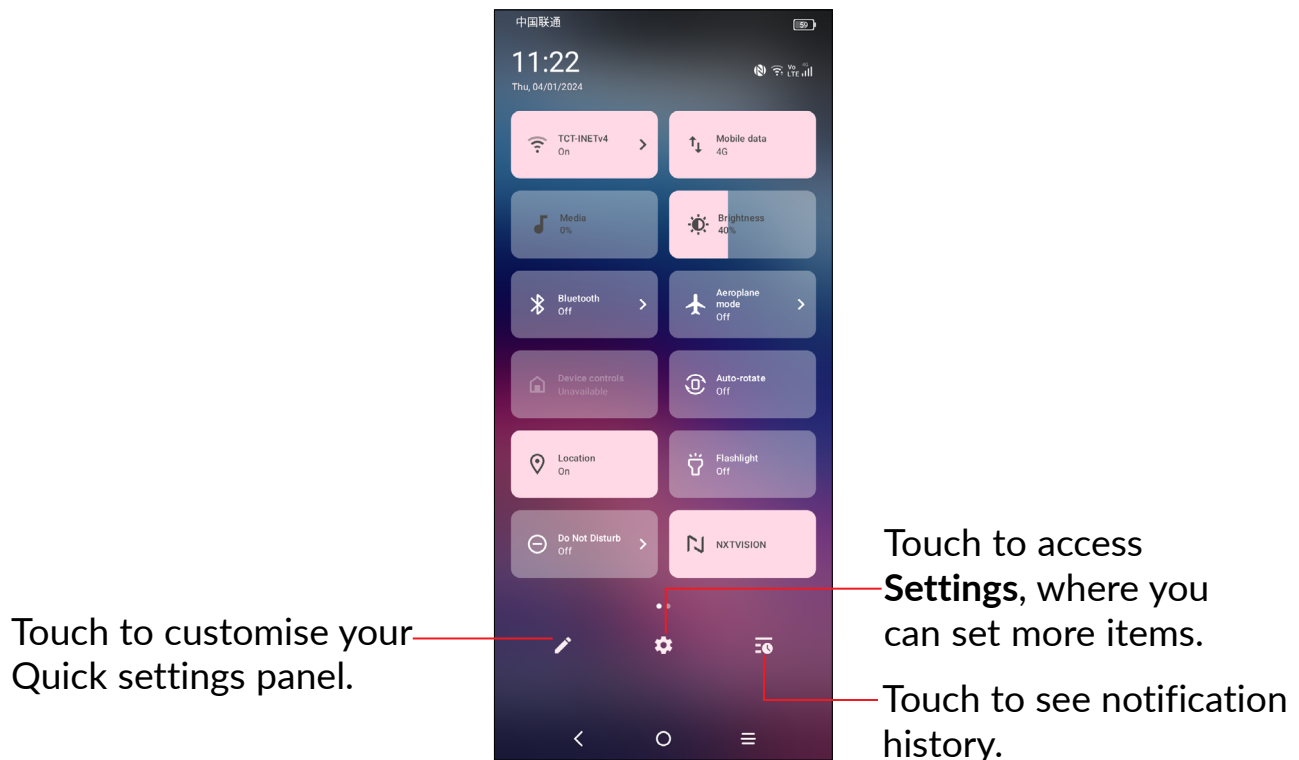 中国联通
59
11:22
Thu, 04/01/2024
Vo
LTE
4G
TCT-INETv4
On
Mobile data
4G
Media
0%
Brightness
40%
Bluetooth
Off
Aeroplane
mode
Off
Device controls
Unavailable
Auto-rotate
Off
Location
On
Flashlight
Off
Do Not Disturb
Off
NXTVISION
Touch to access
Settings, where you
can set more items.
Touch to customise your
Quick settings panel.
Touch to see notification
history.